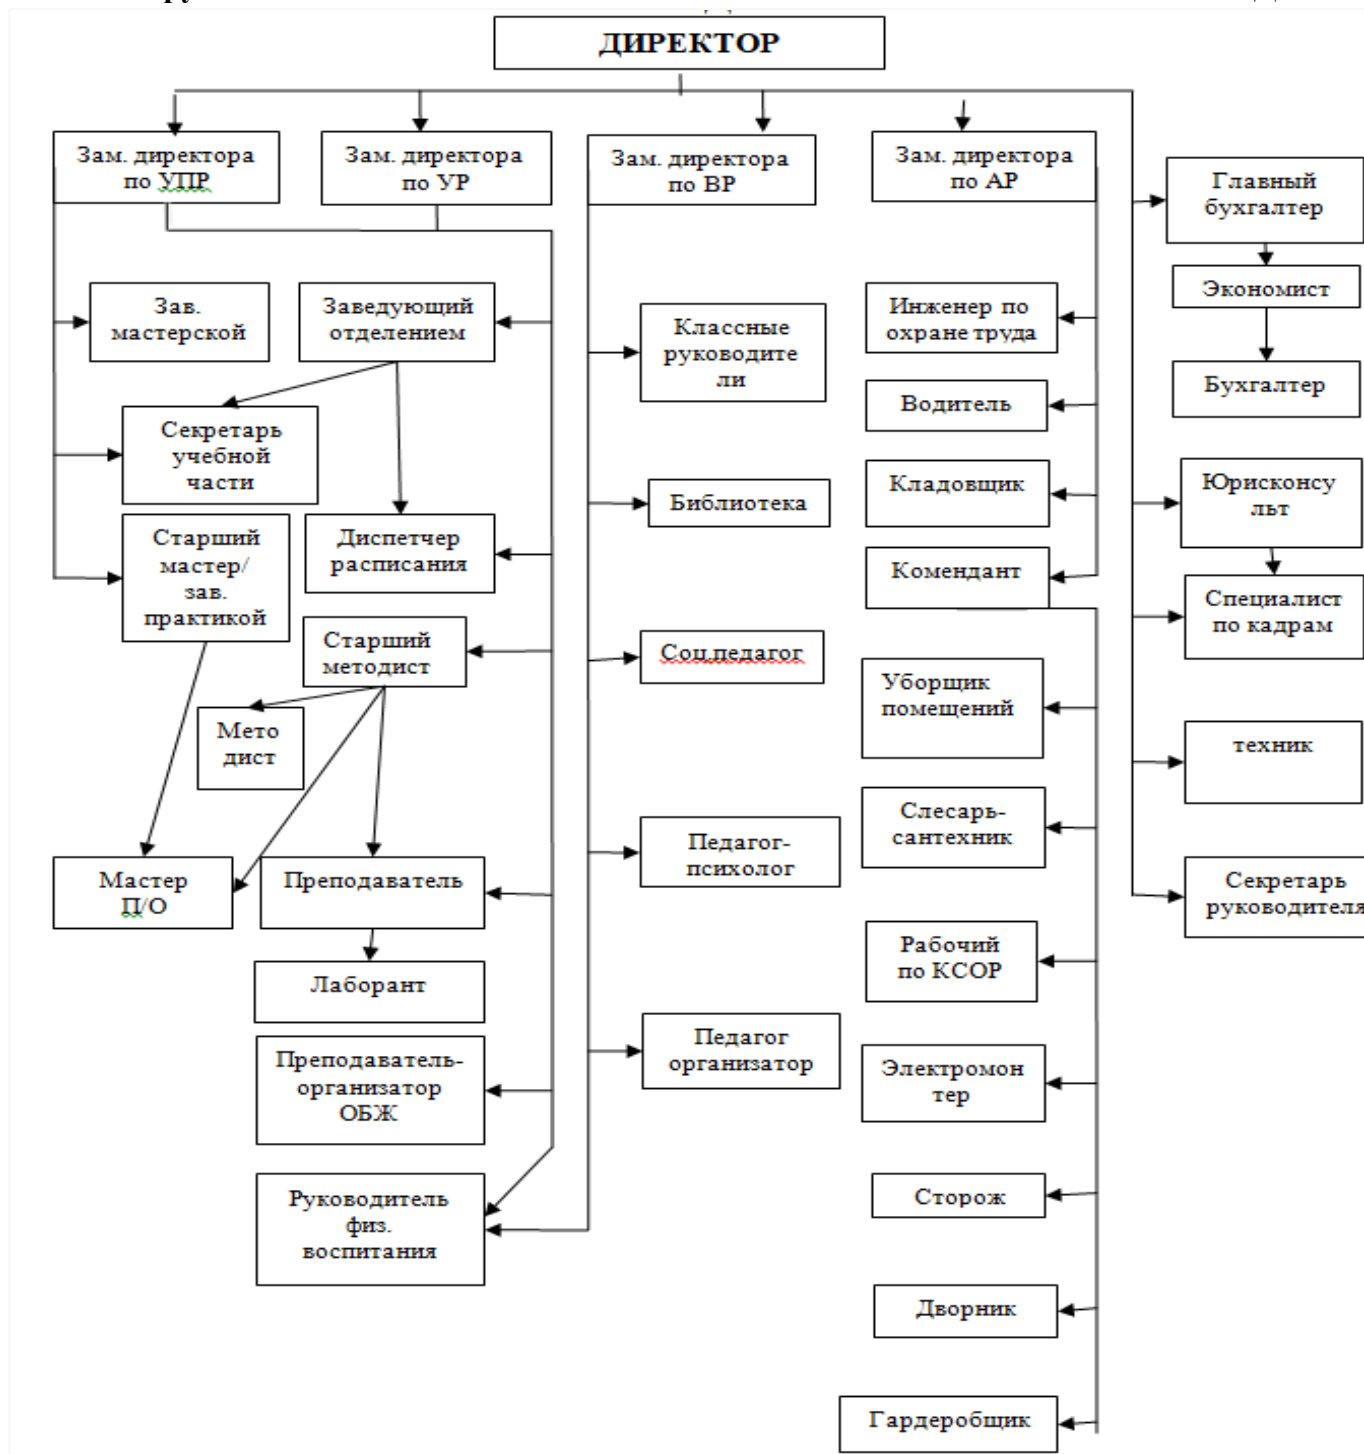 ДИРЕКТОР
Зам. директора
по УПР
Зам. директора
по УР
Зам. директора
по ВР
Зам. директора
по АР
Главный
бухгалтер
Экономист
Бухгалтер
Зав.
мастерской
Заведующий
отделением
Классные
руководите
ли
Инженер по
охране труда
Водитель
Секретарь
учебной
части
Кладовщик
Юрисконсу
льт
Библиотека
Старший
мастер/
зав.
практикой
Диспетчер
расписания
Комендант
Специалист
по кадрам
Старший
методист
Соц.педагог
Уборщик
помещений
Мето
дист
техник
Слесарь-
сантехник
Педагог-
психолог
Мастер
П/О
Преподаватель
Секретарь
руководителя
Рабочий
по КСОР
Лаборант
Педагог
организатор
Преподаватель-
организатор
ОБЖ
Электромон
тер
Руководитель
физ.
воспитания
Сторож
Дворник
Гардеробщик